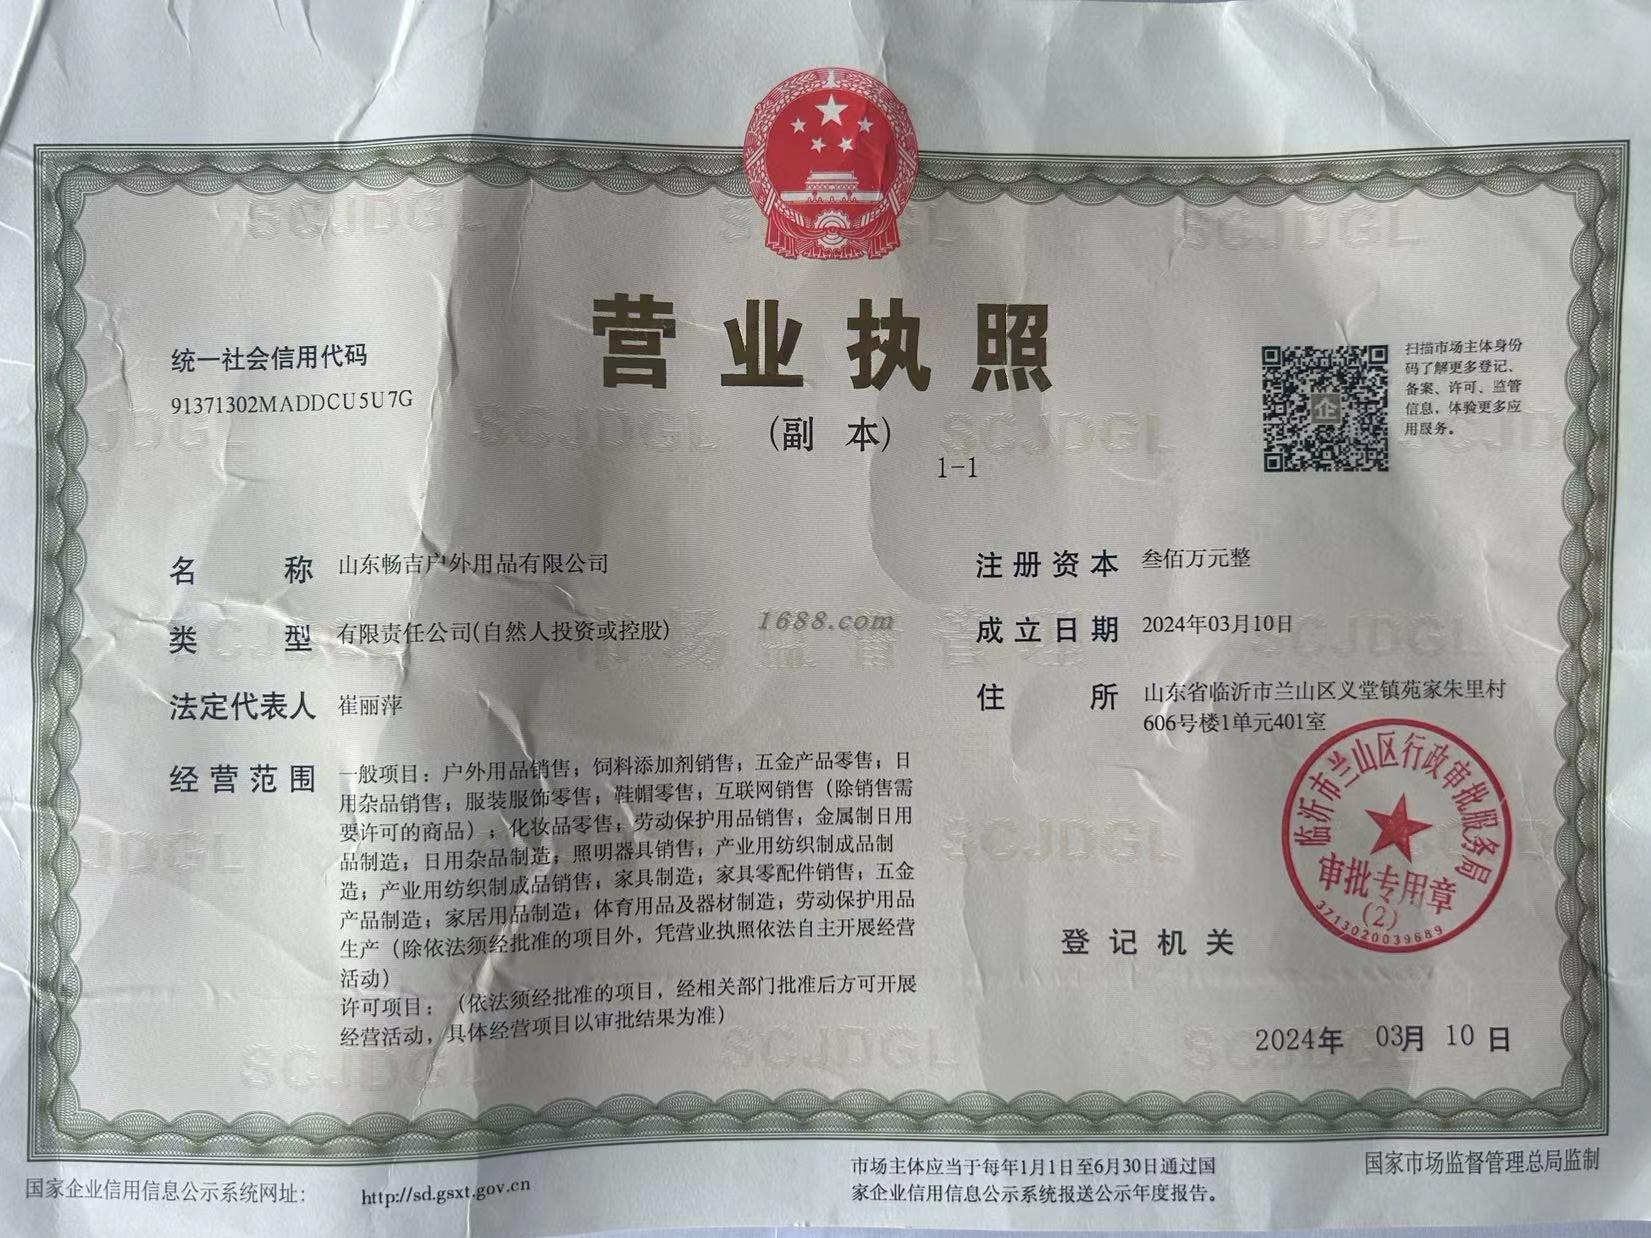 营业执照
(副 本)
1-1
统一社会信用代码
91371302MADDCU5U7G
扫描市场主体身份
码了解更多登记、
备案、许可、监管
信息，体验更多应
用服务。
名 称 山东畅吉户外用品有限公司
类 型 有限责任公司(自然人投资或控股)
法定代表人 崔丽萍
经营范围 一般项目：户外用品销售；饲料添加剂销售；五金产品零售；日
用杂品销售；服装服饰零售；鞋帽零售；互联网销售（除销售需
要许可的商品）；化妆品零售；劳动保护用品销售；金属制日用
品制造；日用杂品制造；照明器具销售；产业用纺织制成品制
造；产业用纺织制成品销售；家具制造；家具零配件销售；五金
产品制造；家居用品制造；体育用品及器材制造；劳动保护用品
生产（除依法须经批准的项目外，凭营业执照依法自主开展经营
活动）
许可项目：（依法须经批准的项目，经相关部门批准后方可开展
经营活动，具体经营项目以审批结果为准）
注册资本 叁佰万元整
成立日期 2024年03月10日
住 所 山东省临沂市兰山区义堂镇苑家朱里村
606号楼1单元401室
1688.com
临沂市兰山区行政审批服务局
审批专用章
(2)
3713020039689
登记机关
2024年 03月 10日
国家企业信用信息公示系统网址： http://sd.gsxt.gov.cn
市场主体应当于每年1月1日至6月30日通过国
家企业信用信息公示系统报送公示年度报告。
国家市场监督管理总局监制
SCJDGL